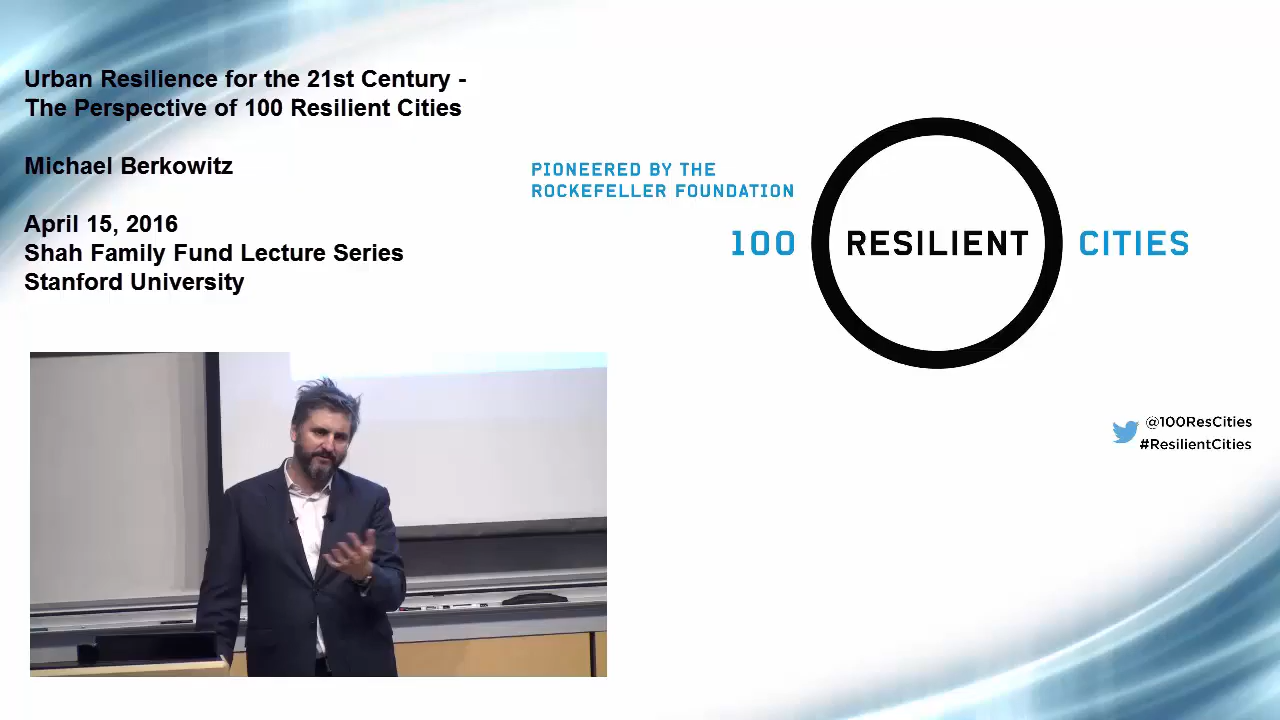 Urban Resilience for the 21st Century -
The Perspective of 100 Resilient Cities
Michael Berkowitz
April 15, 2016
Shah Family Fund Lecture Series
Stanford University
PIONEERED BY THE
ROCKEFELLER FOUNDATION
100 RESILIENT CITIES
@100ResCities
#ResilientCities